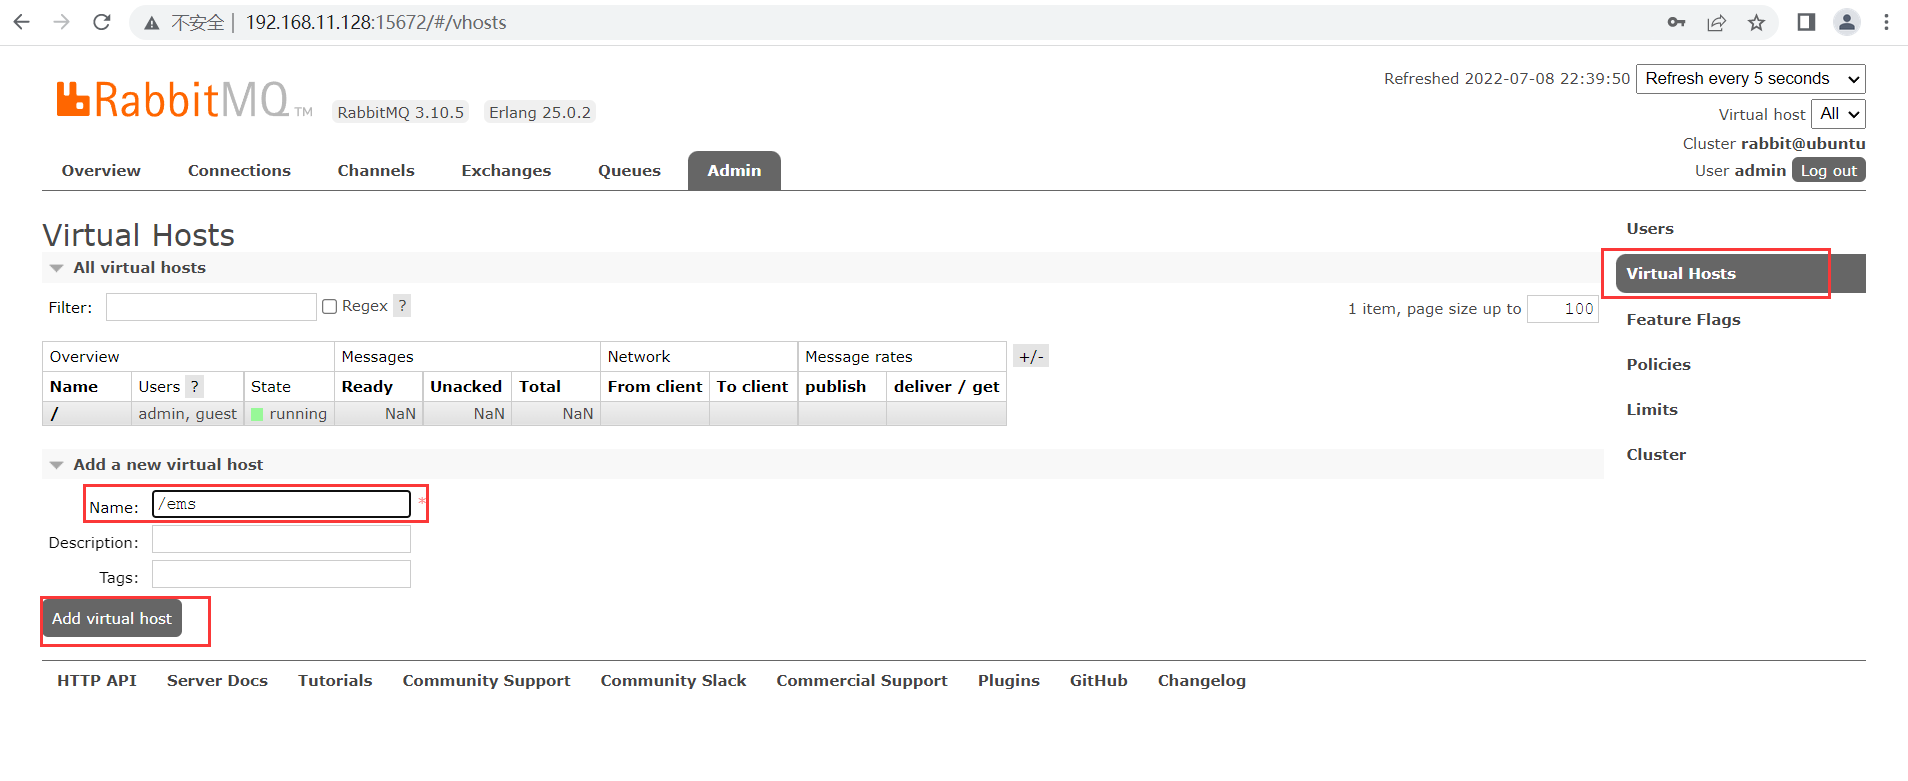 不安全 192.168.11.128:15672/#/vhosts
RabbitMQ TM RabbitMQ 3.10.5 Erlang 25.0.2
Refreshed 2022-07-08 22:39:50 Refresh every 5 seconds
Virtual host All
Cluster rabbit@ubuntu
User admin Log out
Overview Connections Channels Exchanges Queues Admin
Virtual Hosts
All virtual hosts
Filter: Regex ? 1 item, page size up to 100
Overview Messages Network Message rates +/-
Name Users ? State Ready Unacked Total From client To client publish deliver / get
/ admin, guest running NaN NaN NaN
Add a new virtual host
Name: /ems *
Description:
Tags:
Add virtual host
Users
Virtual Hosts
Feature Flags
Policies
Limits
Cluster
HTTP API Server Docs Tutorials Community Support Community Slack Commercial Support Plugins GitHub Changelog